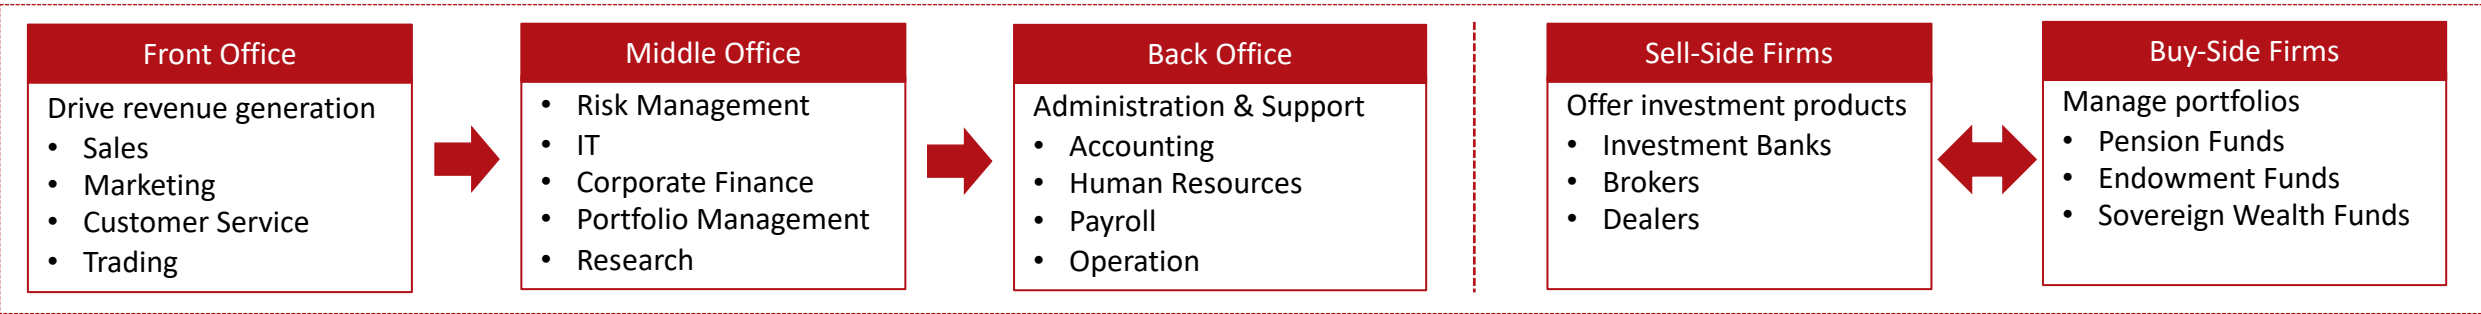 Front Office
Drive revenue generation
• Sales
• Marketing
• Customer Service
• Trading
Middle Office
• Risk Management
• IT
• Corporate Finance
• Portfolio Management
• Research
Back Office
Administration & Support
• Accounting
• Human Resources
• Payroll
• Operation
Sell-Side Firms
Offer investment products
• Investment Banks
• Brokers
• Dealers
Buy-Side Firms
Manage portfolios
• Pension Funds
• Endowment Funds
• Sovereign Wealth Funds